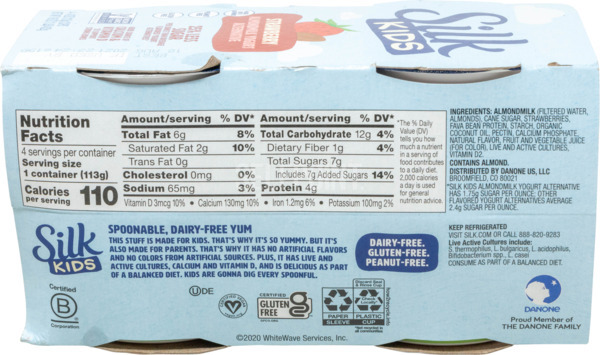 Silk
KIDS
STRAWBERRY
Nutrition
Facts
4 servings per container
Serving size
1 container (113g)
Calories
per serving
110
Amount/serving % DV*
Total Fat 6g 8%
Saturated Fat 2g 10%
Trans Fat 0g
Cholesterol 0mg 0%
Sodium 65mg 3%
Amount/serving % DV*
Total Carbohydrate 12g 4%
Dietary Fiber 1g 4%
Total Sugars 7g
Includes 7g Added Sugars 14%
Protein 4g
Vitamin D 3mcg 10% • Calcium 130mg 10% • Iron 1.2mg 6% • Potassium 100mg 2%
*The % Daily
Value (DV)
tells you how
much a nutrient
in a serving of
food contributes
to a daily diet.
2,000 calories
a day is used
for general
nutrition advice.
INGREDIENTS: ALMONDMILK (FILTERED WATER,
ALMONDS), CANE SUGAR, STRAWBERRIES,
FAVA BEAN PROTEIN, STARCH, ORGANIC
COCONUT OIL, PECTIN, CALCIUM PHOSPHATE,
NATURAL FLAVOR, FRUIT AND VEGETABLE JUICE
(FOR COLOR), LIVE AND ACTIVE CULTURES,
VITAMIN D2.
CONTAINS ALMOND.
DISTRIBUTED BY DANONE US, LLC
BROOMFIELD, CO 80021
*SILK KIDS ALMONDMILK YOGURT ALTERNATIVE
HAS 1.75g SUGAR PER OUNCE; OTHER
FLAVORED YOGURT ALTERNATIVES AVERAGE
2.4g SUGAR PER OUNCE.
KEEP REFRIGERATED
VISIT SILK.COM OR CALL 888-820-9283
Live Active Cultures include:
S. thermophilus, L. bulgaricus, L. acidophilus,
Bifidobacterium spp., L. casei
CONSUME AS PART OF A BALANCED DIET.
Silk
KIDS
SPOONABLE, DAIRY-FREE YUM
THIS STUFF IS MADE FOR KIDS. THAT'S WHY IT'S SO YUMMY. BUT IT'S
ALSO MADE FOR PARENTS. THAT'S WHY IT HAS NO ARTIFICIAL FLAVORS
AND NO COLORS FROM ARTIFICIAL SOURCES. PLUS, IT HAS LIVE AND
ACTIVE CULTURES, CALCIUM AND VITAMIN D, AND IS DELICIOUS AS PART
OF A BALANCED DIET. KIDS ARE GONNA DIG EVERY SPOONFUL.
DAIRY-FREE.
GLUTEN-FREE.
PEANUT-FREE.
Certified
B
Corporation
UDE
CERTIFIED
GLUTEN
FREE
PAPER
SLEEVE
PLASTIC
CUP
©2020 WhiteWave Services, Inc.
DANONE
Proud Member of
THE DANONE FAMILY